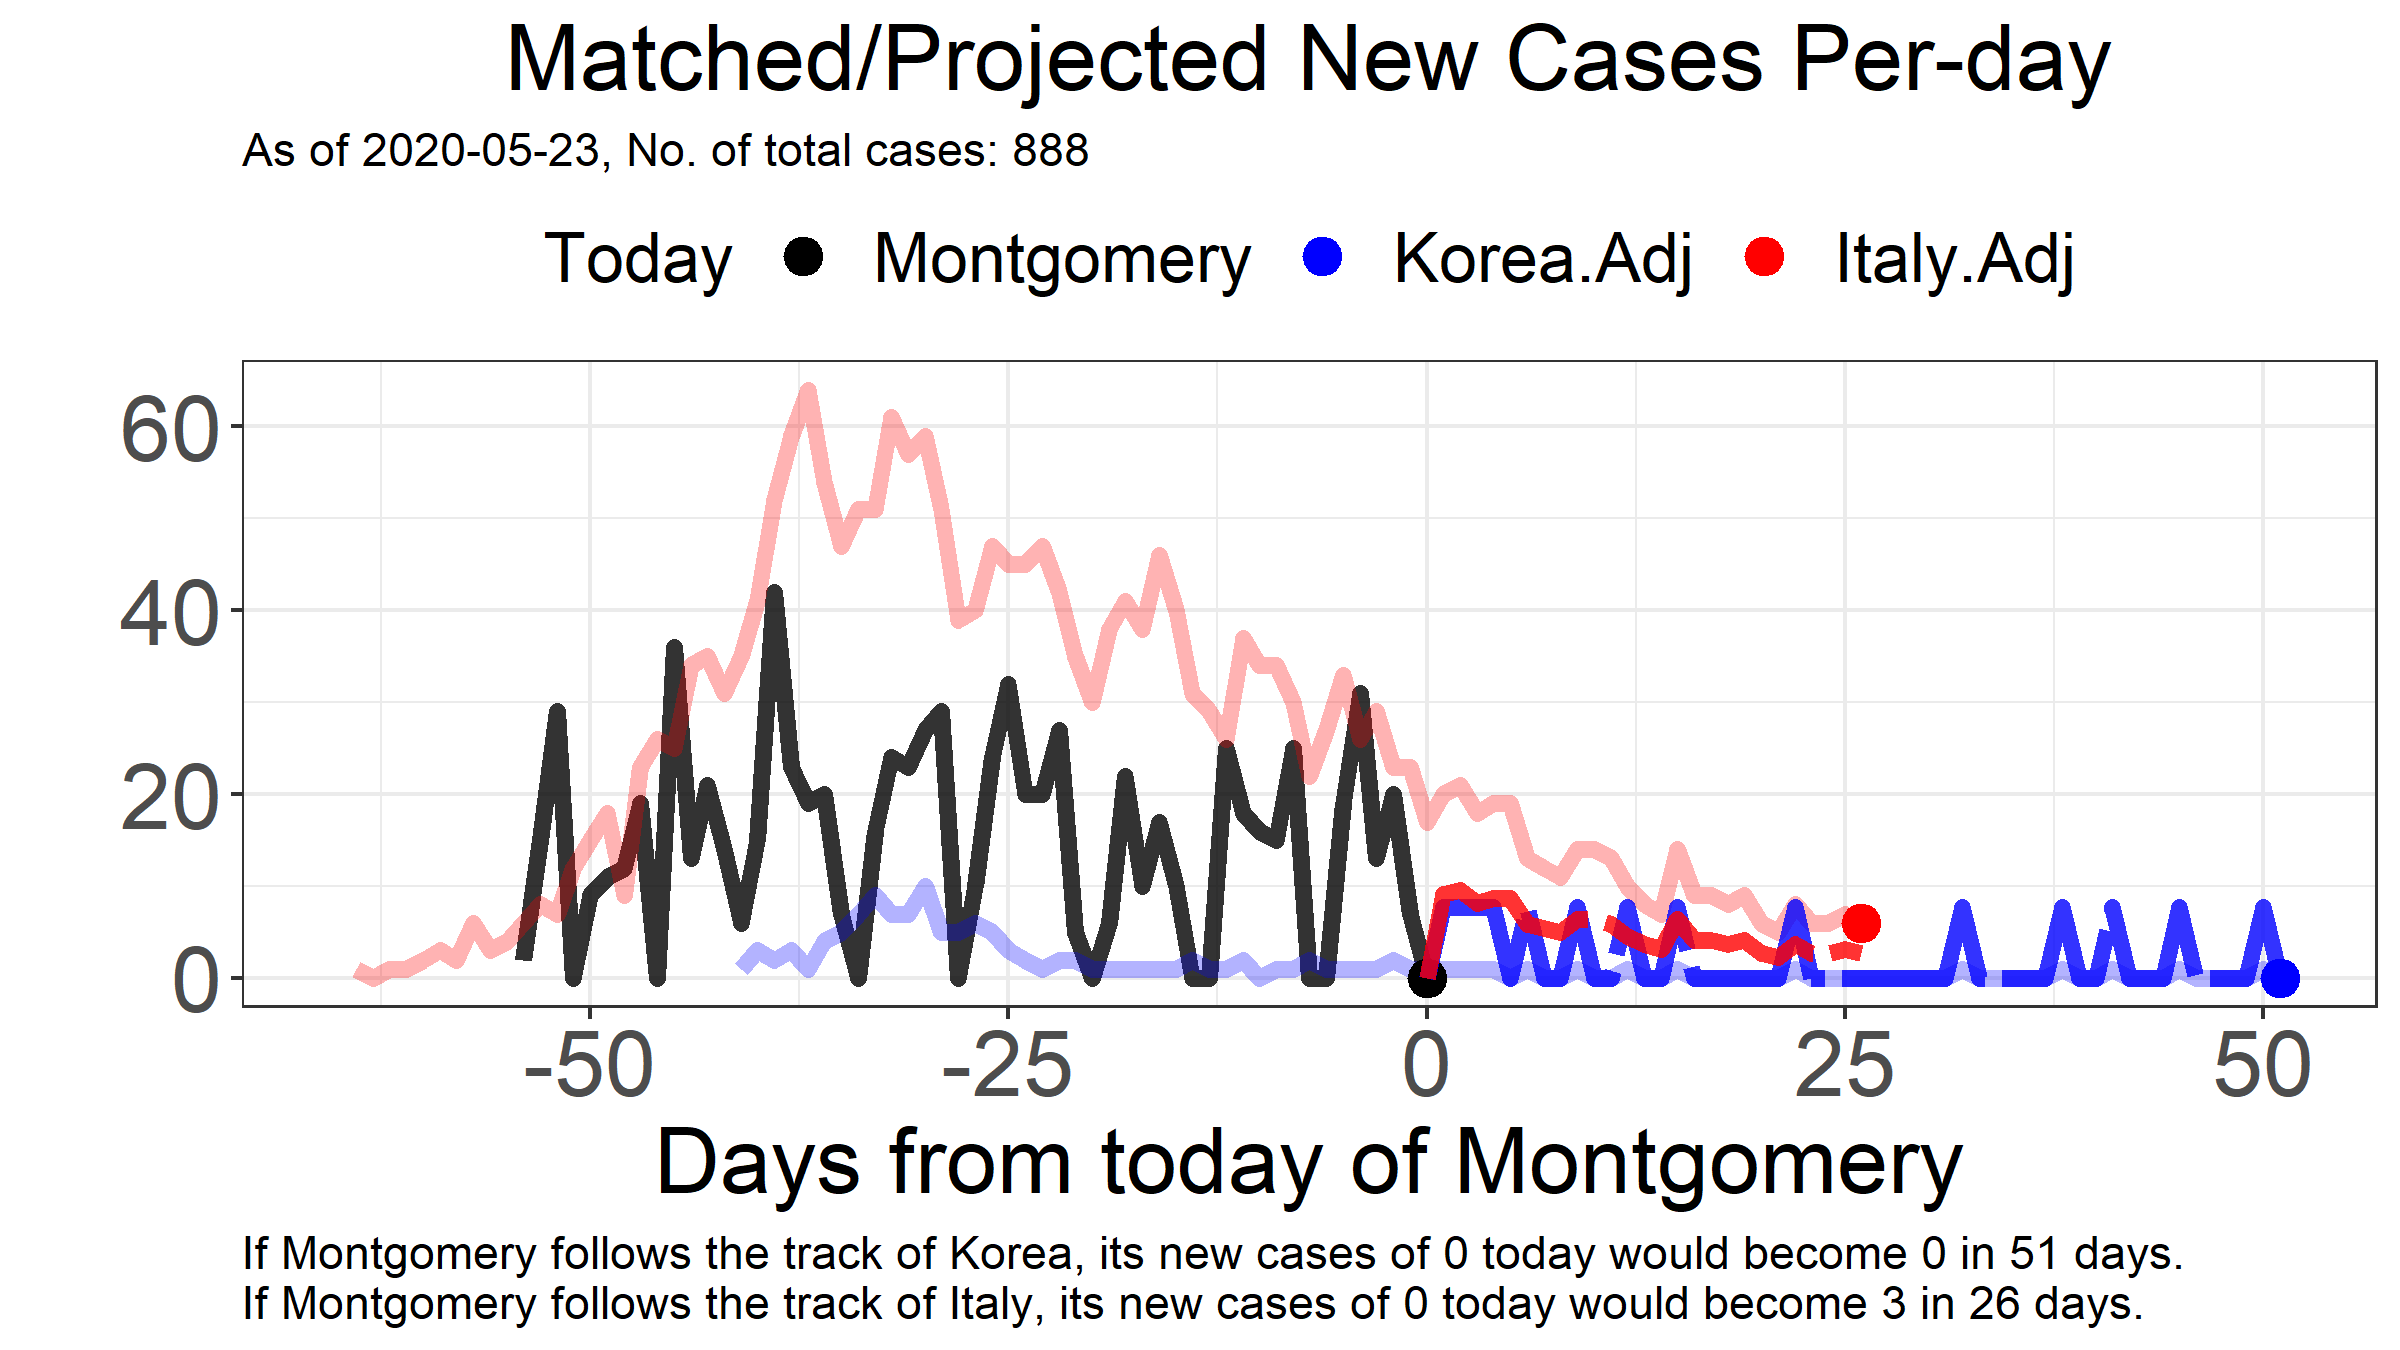 Matched/Projected New Cases Per-day
As of 2020-05-23, No. of total cases: 888
Today Montgomery Korea.Adj Italy.Adj
60
40
20
0
-50 -25 0 25 50
Days from today of Montgomery
If Montgomery follows the track of Korea, its new cases of 0 today would become 0 in 51 days.
If Montgomery follows the track of Italy, its new cases of 0 today would become 3 in 26 days.